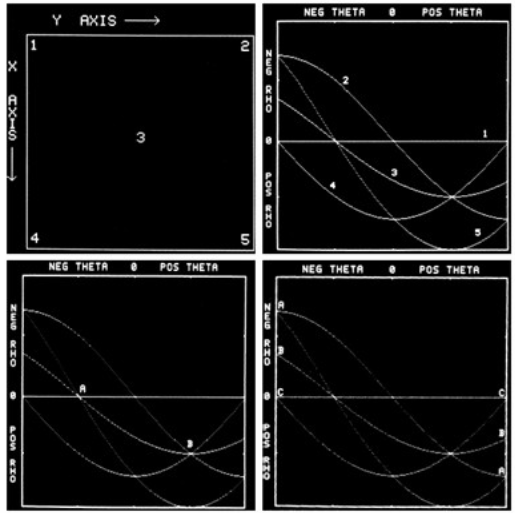 Y AXIS →
1 2
X AXIS →
3
4 5
NEG THETA 0 POS THETA
NEG RHO 0 POS RHO
2
1
3
4
5
NEG THETA 0 POS THETA
NEG RHO 0 POS RHO
A
B
NEG THETA 0 POS THETA
NEG RHO 0 POS RHO
A
B
C C
B
A